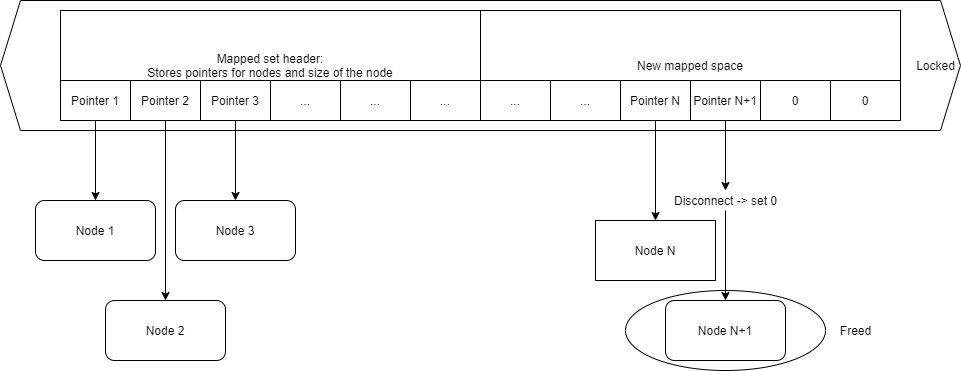 Mapped set header:
Stores pointers for nodes and size of the node
New mapped space
Locked
Pointer 1
Pointer 2
Pointer 3
...
...
...
...
...
Pointer N
Pointer N+1
0
0
Disconnect -> set 0
Node 1
Node 3
Node N
Node 2
Node N+1
Freed